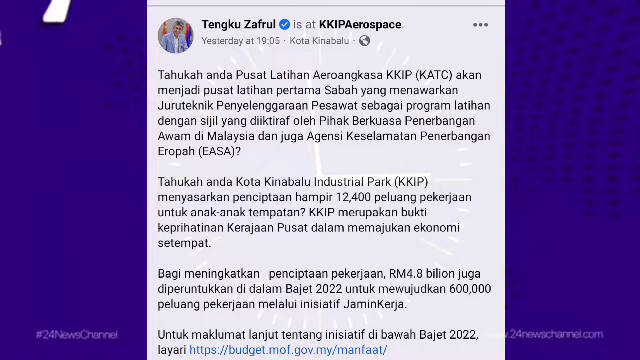 Tengku Zafrul is at KKIPAerospace.
Yesterday at 19:05 · Kota Kinabalu ·
Tahukah anda Pusat Latihan Aeroangkasa KKIP (KATC) akan
menjadi pusat latihan pertama Sabah yang menawarkan
Juruteknik Penyelenggaraan Pesawat sebagai program latihan
dengan sijil yang diiktiraf oleh Pihak Berkuasa Penerbangan
Awam di Malaysia dan juga Agensi Keselamatan Penerbangan
Eropah (EASA)?
Tahukah anda Kota Kinabalu Industrial Park (KKIP)
menyasarkan penciptaan hampir 12,400 peluang pekerjaan
untuk anak-anak tempatan? KKIP merupakan bukti
keprihatinan Kerajaan Pusat dalam memajukan ekonomi
setempat.
Bagi meningkatkan penciptaan pekerjaan, RM4.8 bilion juga
diperuntukkan di dalam Bajet 2022 untuk mewujudkan 600,000
peluang pekerjaan melalui inisiatif JaminKerja.
Untuk maklumat lanjut tentang inisiatif di bawah Bajet 2022,
layari https://budget.mof.gov.my/manfaat/
#24NewsChannel
www.24newschannel.com